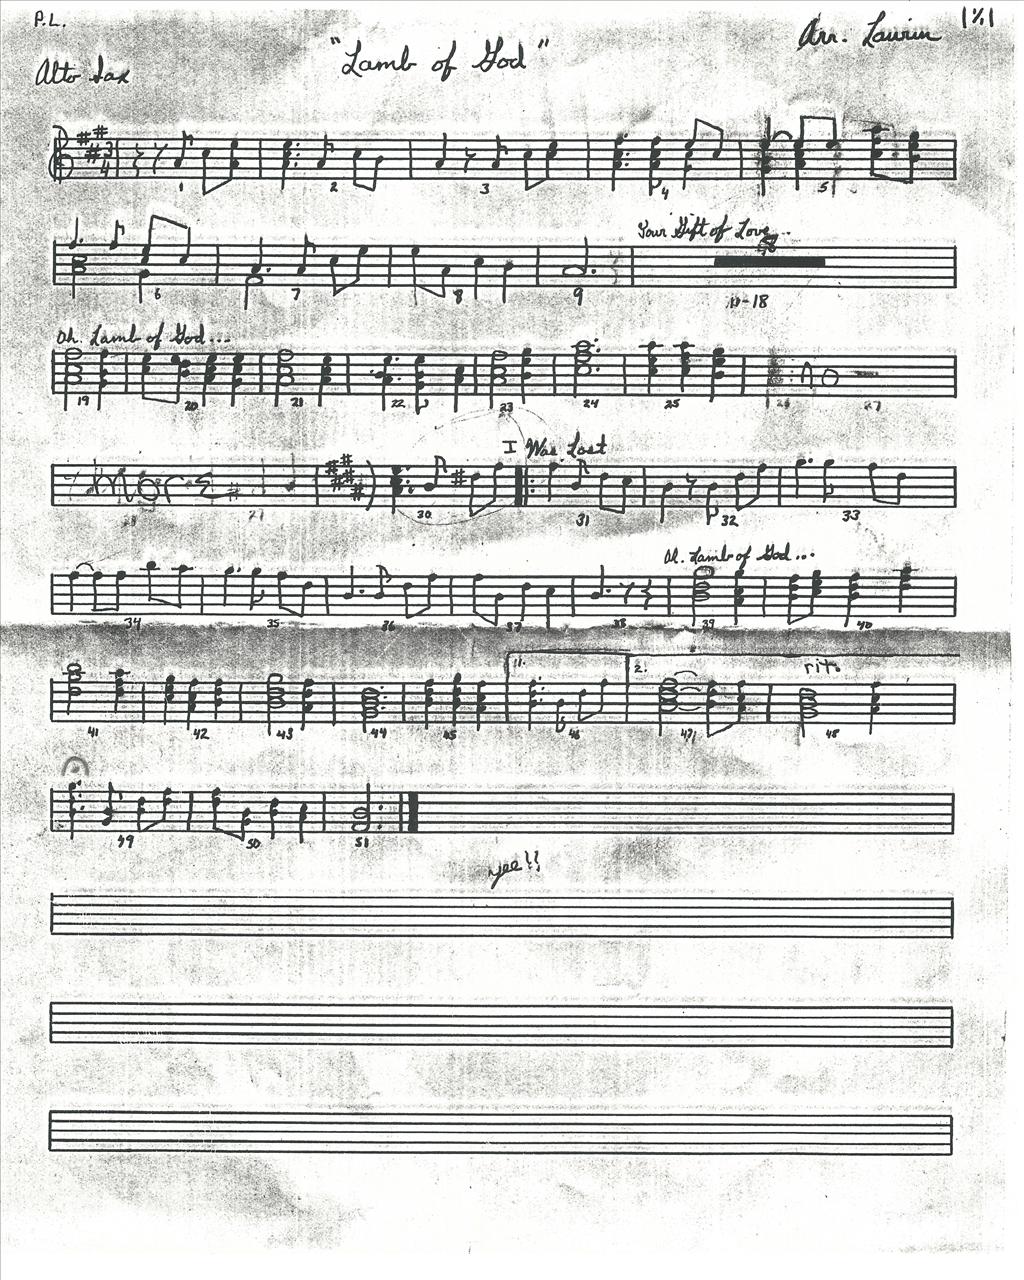 P.L.
1 % 1
"Lamb of God"
Arr. Laurin
Alto Sax
3
4
1 2 3 4 5
Your Gift of Love...
6 7 8 9 10-18
Oh. Lamb of God...
19 20 21 22 23 24 25 26 27
I Was Lost
28 29 30 31 32 33
Oh. Lamb of God...
34 35 36 37 38 39 40
1. 2. rit.
41 42 43 44 45 46 47 48
49 50 51
yee!!